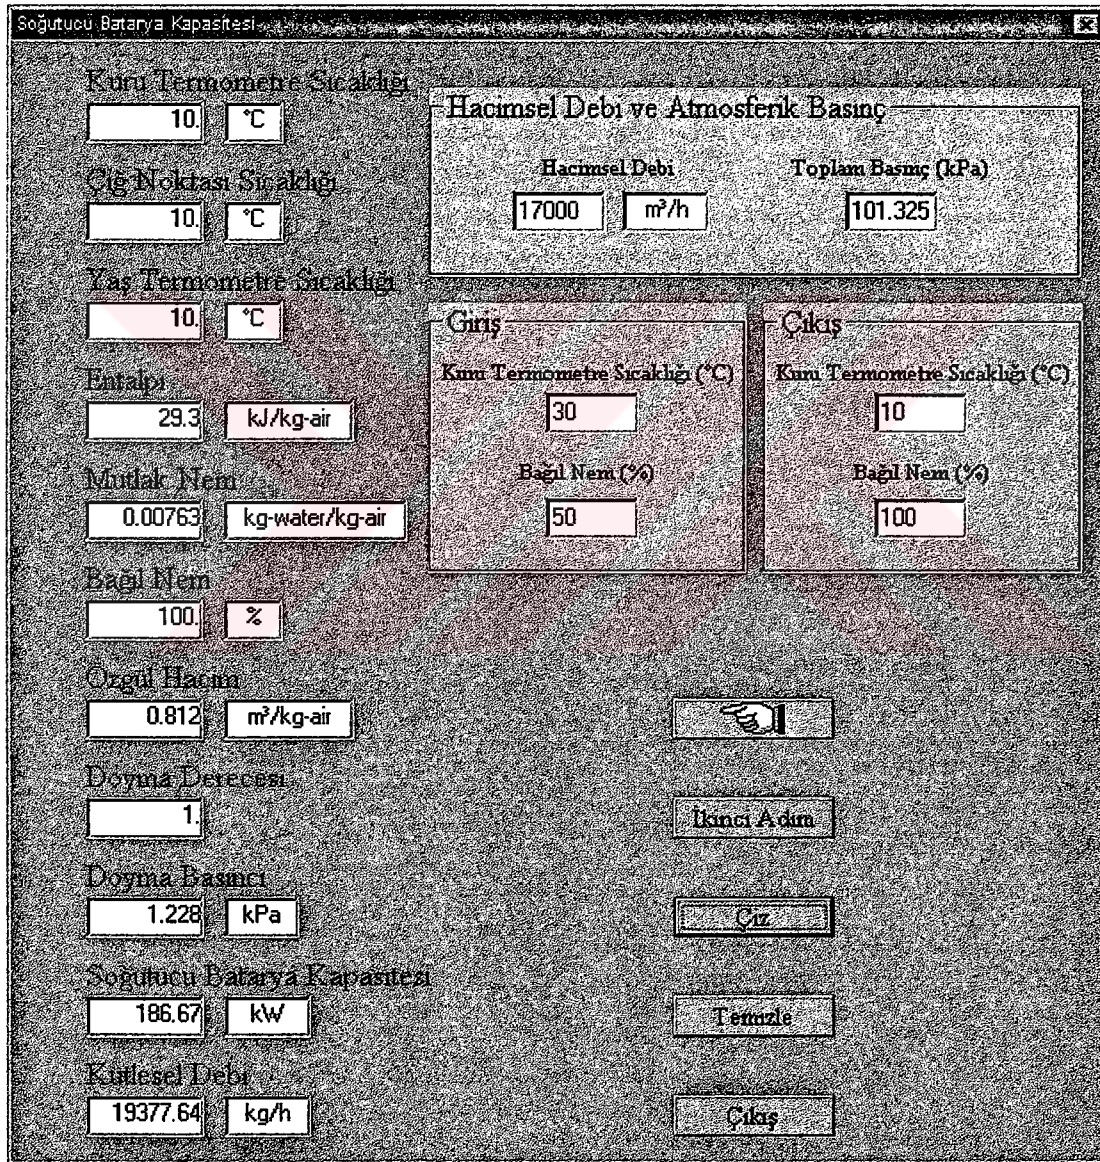 Soğutucu Batarya Kapasitesi
Kuru Termometre Sıcaklığı
10. °C
Çiğ Noktası Sıcaklığı
10. °C
Yaş Termometre Sıcaklığı
10. °C
Entalpi
29.3 kJ/kg-air
Mutlak Nem
0.00763 kg-water/kg-air
Bağıl Nem
100. %
Özgül Hacim
0.812 m³/kg-air
Doyma Derecesi
1.
Doyma Basıncı
1.228 kPa
Soğutucu Batarya Kapasitesi
186.67 kW
Kütlesel Debi
19377.64 kg/h
Hacimsel Debi ve Atmosferik Basınç
Hacimsel Debi
17000 m³/h
Toplam Basınç (kPa)
101.325
Giriş
Kuru Termometre Sıcaklığı (°C)
30
Bağıl Nem (%)
50
Çıkış
Kuru Termometre Sıcaklığı (°C)
10
Bağıl Nem (%)
100
İkinci Adım
Çiz
Temizle
Çıkış